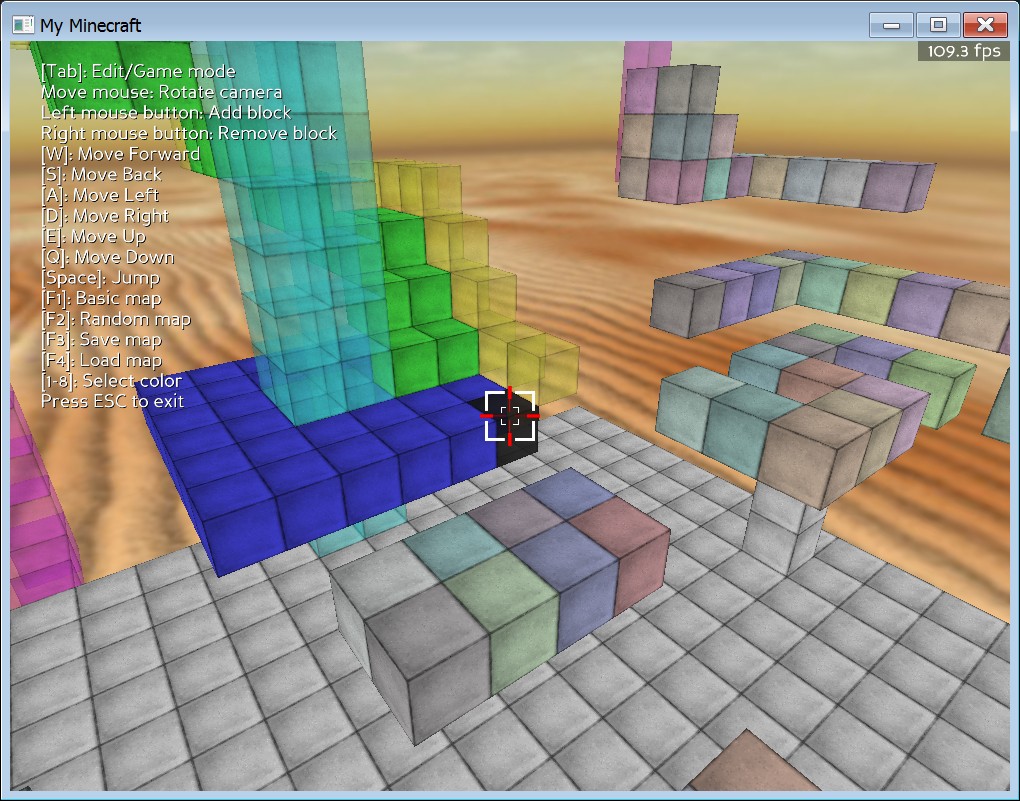 My Minecraft
109.3 fps
[Tab]: Edit/Game mode
Move mouse: Rotate camera
Left mouse button: Add block
Right mouse button: Remove block
[W]: Move Forward
[S]: Move Back
[A]: Move Left
[D]: Move Right
[E]: Move Up
[Q]: Move Down
[Space]: Jump
[F1]: Basic map
[F2]: Random map
[F3]: Save map
[F4]: Load map
[1-8]: Select color
Press ESC to exit